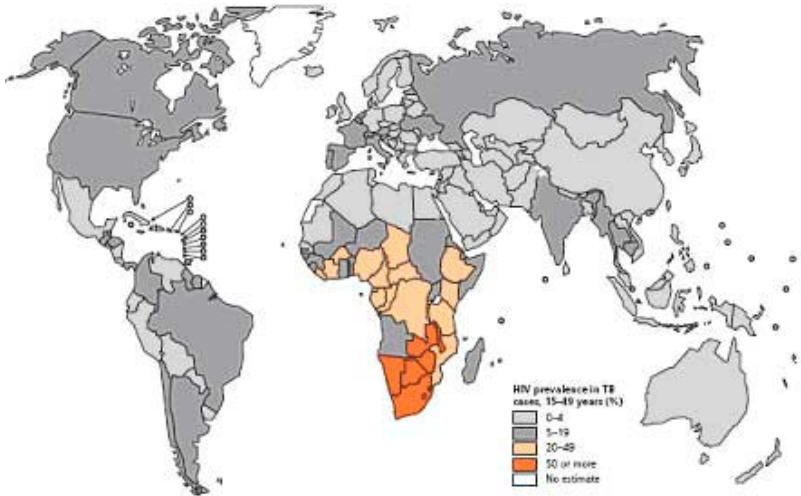 HIV prevalence in TB
cases, 15–49 years (%)
0–4
5–19
20–49
50 or more
No estimate